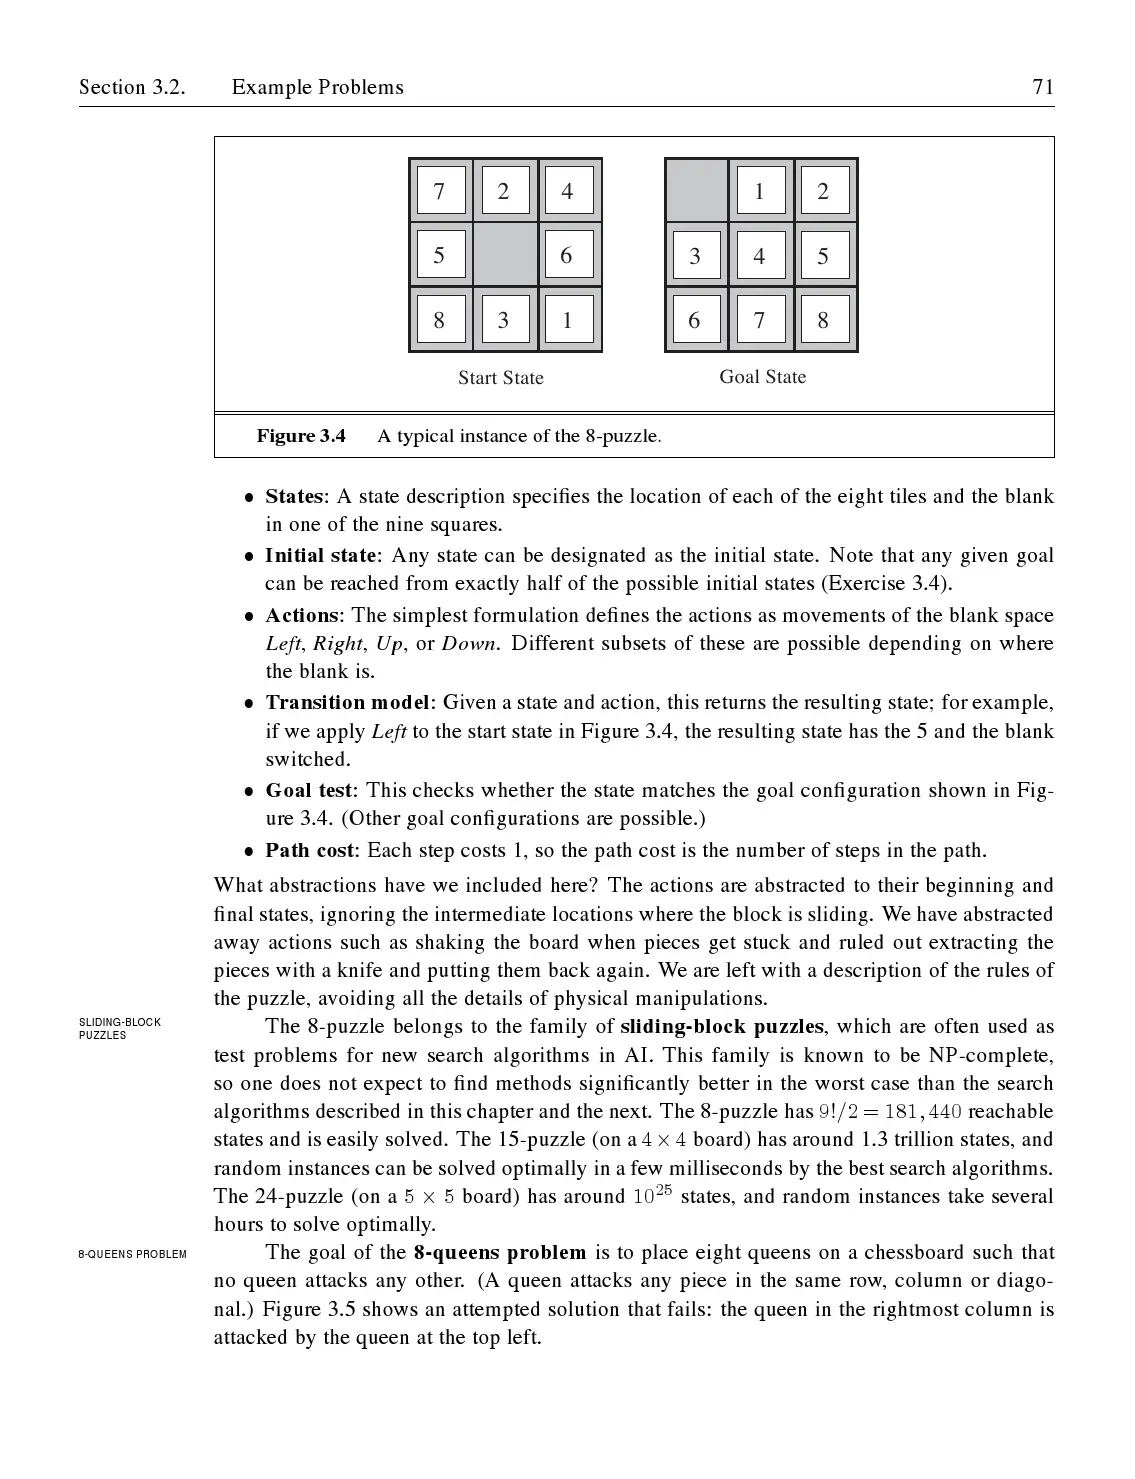 Section 3.2. Example Problems 71
7 2 4
5 6
8 3 1
Start State
1 2
3 4 5
6 7 8
Goal State
Figure 3.4 A typical instance of the 8-puzzle.
• States: A state description specifies the location of each of the eight tiles and the blank
in one of the nine squares.
• Initial state: Any state can be designated as the initial state. Note that any given goal
can be reached from exactly half of the possible initial states (Exercise 3.4).
• Actions: The simplest formulation defines the actions as movements of the blank space
Left, Right, Up, or Down. Different subsets of these are possible depending on where
the blank is.
• Transition model: Given a state and action, this returns the resulting state; for example,
if we apply Left to the start state in Figure 3.4, the resulting state has the 5 and the blank
switched.
• Goal test: This checks whether the state matches the goal configuration shown in Fig-
ure 3.4. (Other goal configurations are possible.)
• Path cost: Each step costs 1, so the path cost is the number of steps in the path.
What abstractions have we included here? The actions are abstracted to their beginning and
final states, ignoring the intermediate locations where the block is sliding. We have abstracted
away actions such as shaking the board when pieces get stuck and ruled out extracting the
pieces with a knife and putting them back again. We are left with a description of the rules of
the puzzle, avoiding all the details of physical manipulations.
SLIDING-BLOCK
PUZZLES
The 8-puzzle belongs to the family of sliding-block puzzles, which are often used as
test problems for new search algorithms in AI. This family is known to be NP-complete,
so one does not expect to find methods significantly better in the worst case than the search
algorithms described in this chapter and the next. The 8-puzzle has 9!/2 = 181,440 reachable
states and is easily solved. The 15-puzzle (on a 4 × 4 board) has around 1.3 trillion states, and
random instances can be solved optimally in a few milliseconds by the best search algorithms.
The 24-puzzle (on a 5 × 5 board) has around 10²⁵ states, and random instances take several
hours to solve optimally.
8-QUEENS PROBLEM
The goal of the 8-queens problem is to place eight queens on a chessboard such that
no queen attacks any other. (A queen attacks any piece in the same row, column or diago-
nal.) Figure 3.5 shows an attempted solution that fails: the queen in the rightmost column is
attacked by the queen at the top left.